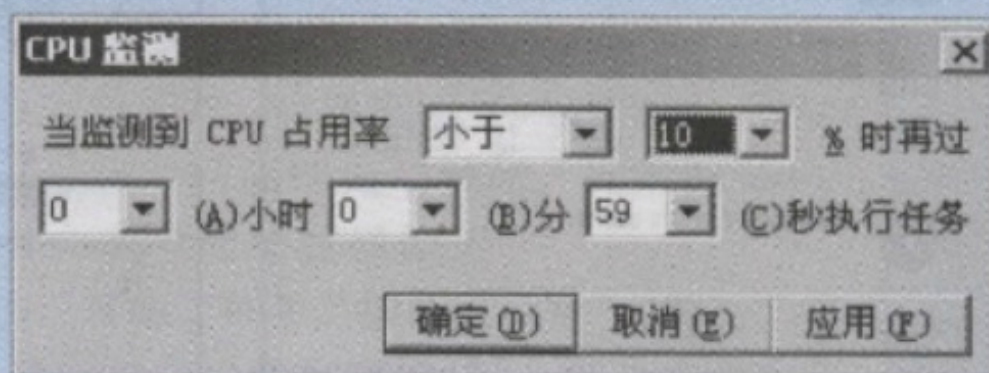 CPU 监测
当监测到 CPU 占用率 小于 10 % 时再过
0 (A)小时 0 (B)分 59 (C)秒执行任务
确定(D) 取消(E) 应用(F)